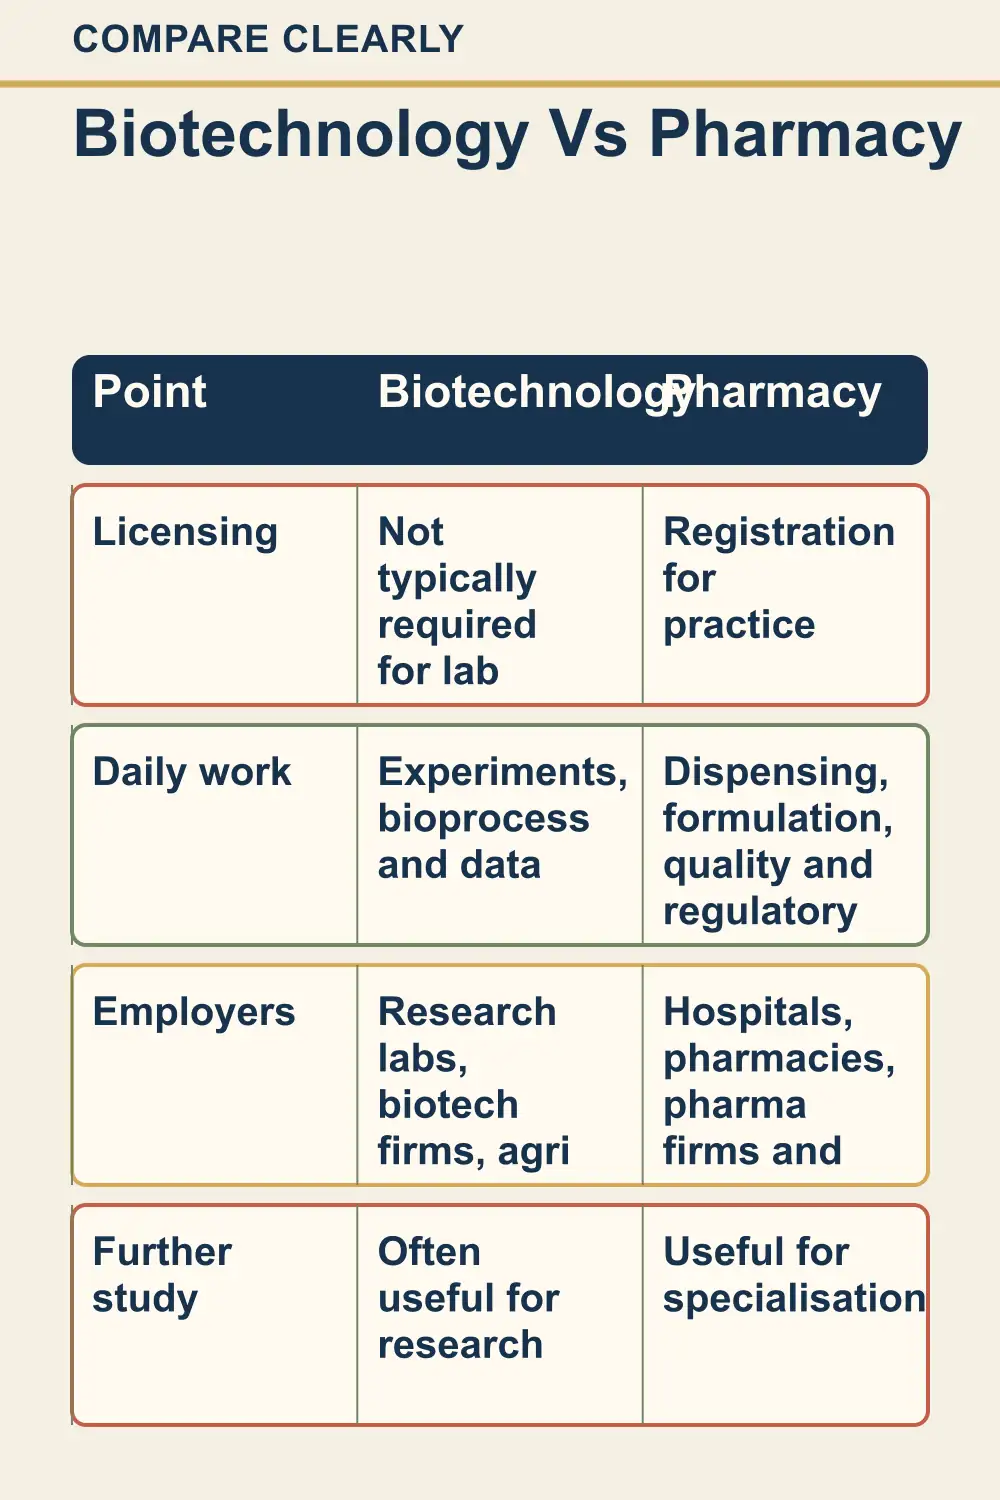 COMPARE CLEARLY
Biotechnology Vs Pharmacy
Point
Biotechnology
Pharmacy
Licensing
Not
typically
required
for lab
Registration
for
practice
Daily work
Experiments,
bioprocess
and data
Dispensing,
formulation,
quality and
regulatory
Employers
Research
labs,
biotech
firms, agri
Hospitals,
pharmacies,
pharma
firms and
Further
study
Often
useful for
research
Useful for
specialisation